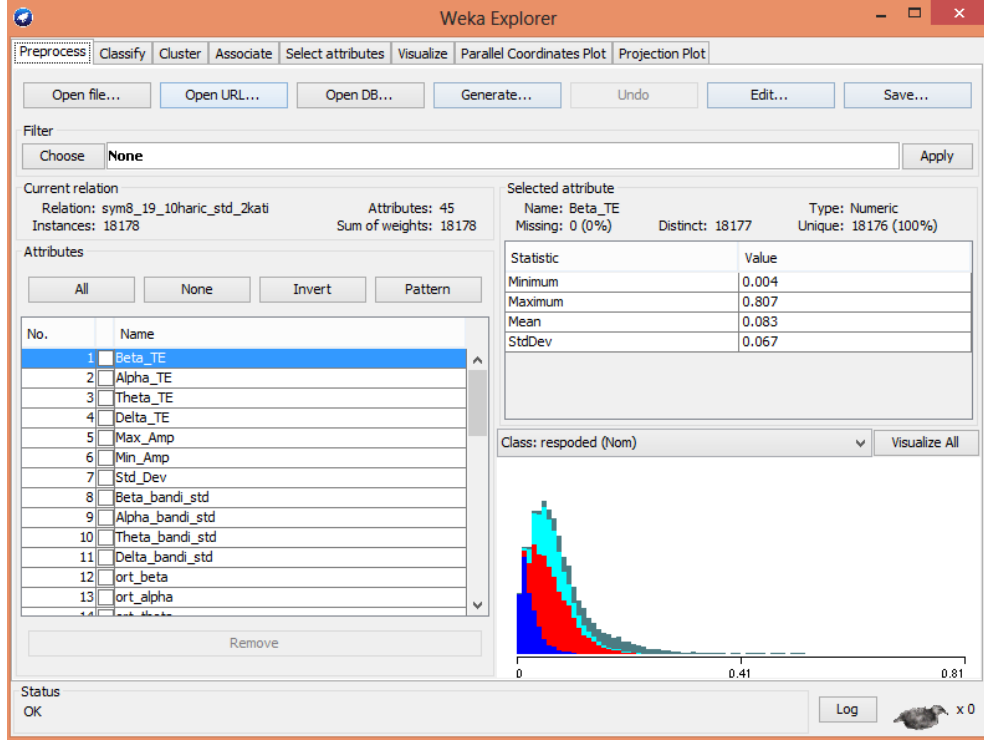 Weka Explorer
Preprocess Classify Cluster Associate Select attributes Visualize Parallel Coordinates Plot Projection Plot
Open file... Open URL... Open DB... Generate... Undo Edit... Save...
Filter
Choose None Apply
Current relation
Relation: sym8_19_10haric_std_2kati Attributes: 45
Instances: 18178 Sum of weights: 18178
Attributes
All None Invert Pattern
No. Name
1 Beta_TE
2 Alpha_TE
3 Theta_TE
4 Delta_TE
5 Max_Amp
6 Min_Amp
7 Std_Dev
8 Beta_bandi_std
9 Alpha_bandi_std
10 Theta_bandi_std
11 Delta_bandi_std
12 ort_beta
13 ort_alpha
Remove
Selected attribute
Name: Beta_TE Type: Numeric
Missing: 0 (0%) Distinct: 18177 Unique: 18176 (100%)
Statistic Value
Minimum 0.004
Maximum 0.807
Mean 0.083
StdDev 0.067
Class: respoded (Nom) Visualize All
0 0.41 0.81
Status
OK
Log x 0